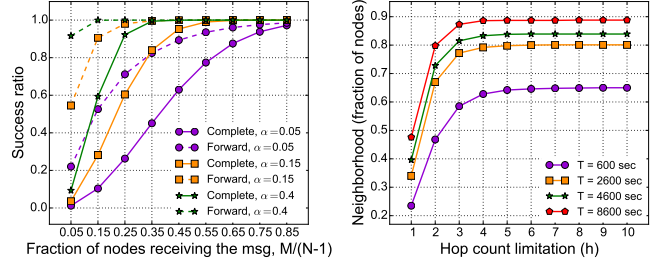 Success ratio
1.0
0.8
0.6
0.4
0.2
0.0
Complete, α=0.05
Forward, α=0.05
Complete, α=0.15
Forward, α=0.15
Complete, α=0.4
Forward, α=0.4
0.05 0.15 0.25 0.35 0.45 0.55 0.65 0.75 0.85
Fraction of nodes receiving the msg, M/(N-1)
Neighborhood (fraction of nodes)
0.9
0.8
0.7
0.6
0.5
0.4
0.3
0.2
T = 600 sec
T = 2600 sec
T = 4600 sec
T = 8600 sec
1 2 3 4 5 6 7 8 9 10
Hop count limitation (h)